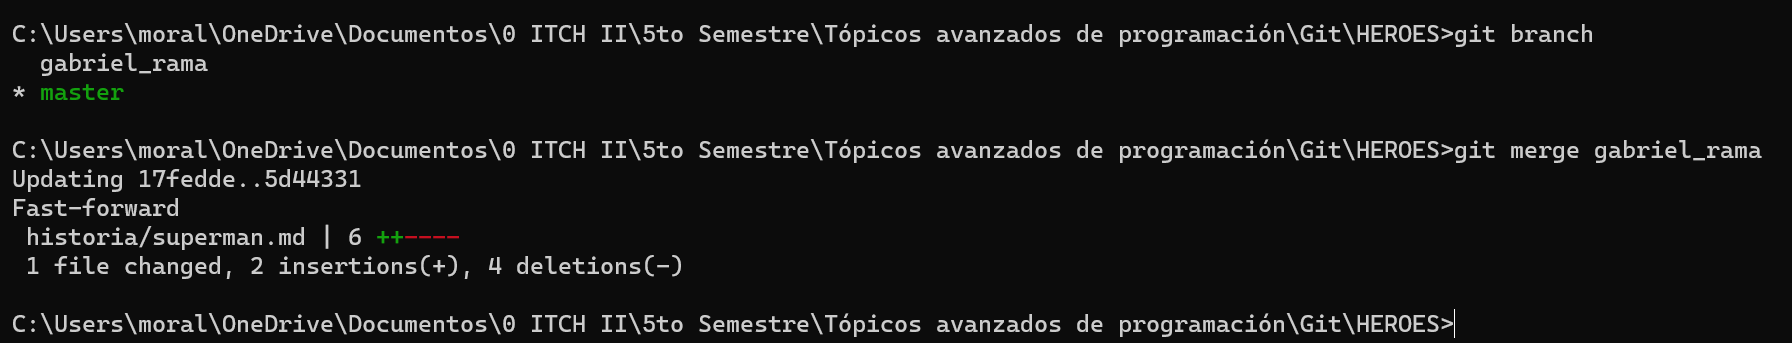 C:\Users\moral\OneDrive\Documentos\0 ITCH II\5to Semestre\Tópicos avanzados de programación\Git\HEROES>git branch
  gabriel_rama
* master
C:\Users\moral\OneDrive\Documentos\0 ITCH II\5to Semestre\Tópicos avanzados de programación\Git\HEROES>git merge gabriel_rama
Updating 17fedde..5d44331
Fast-forward
 historia/superman.md | 6 ++----
 1 file changed, 2 insertions(+), 4 deletions(-)
C:\Users\moral\OneDrive\Documentos\0 ITCH II\5to Semestre\Tópicos avanzados de programación\Git\HEROES>